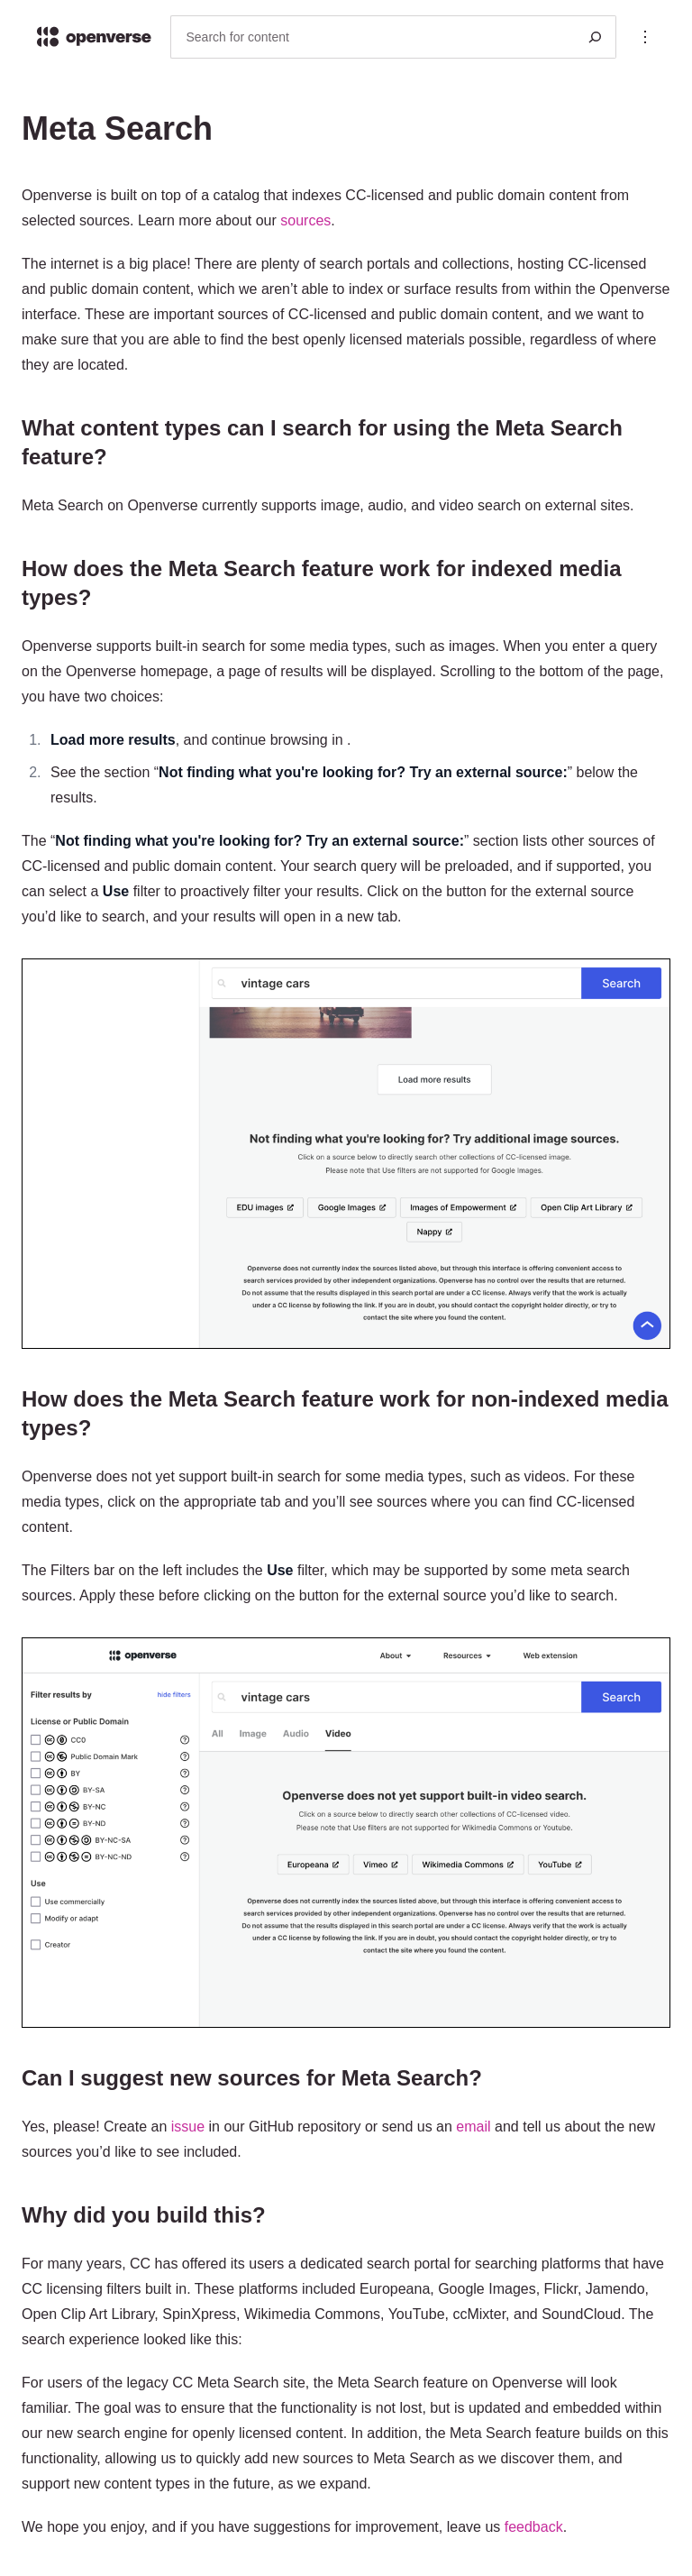 openverse
Search for content
Meta Search
Openverse is built on top of a catalog that indexes CC-licensed and public domain content from
selected sources. Learn more about our sources.
The internet is a big place! There are plenty of search portals and collections, hosting CC-licensed
and public domain content, which we aren’t able to index or surface results from within the Openverse
interface. These are important sources of CC-licensed and public domain content, and we want to
make sure that you are able to find the best openly licensed materials possible, regardless of where
they are located.
What content types can I search for using the Meta Search
feature?
Meta Search on Openverse currently supports image, audio, and video search on external sites.
How does the Meta Search feature work for indexed media
types?
Openverse supports built-in search for some media types, such as images. When you enter a query
on the Openverse homepage, a page of results will be displayed. Scrolling to the bottom of the page,
you have two choices:
1. Load more results, and continue browsing in .
2. See the section “Not finding what you're looking for? Try an external source:” below the
results.
The “Not finding what you're looking for? Try an external source:” section lists other sources of
CC-licensed and public domain content. Your search query will be preloaded, and if supported, you
can select a Use filter to proactively filter your results. Click on the button for the external source
you’d like to search, and your results will open in a new tab.
vintage cars Search
Load more results
Not finding what you're looking for? Try additional image sources.
Click on a source below to directly search other collections of CC-licensed image.
Please note that Use filters are not supported for Google Images.
EDU images Google Images Images of Empowerment Open Clip Art Library
Nappy
Openverse does not currently index the sources listed above, but through this interface is offering convenient access to
search services provided by other independent organizations. Openverse has no control over the results that are returned.
Do not assume that the results displayed in this search portal are under a CC license. Always verify that the work is actually
under a CC license by following the link. If you are in doubt, you should contact the copyright holder directly, or try to
contact the site where you found the content.
How does the Meta Search feature work for non-indexed media
types?
Openverse does not yet support built-in search for some media types, such as videos. For these
media types, click on the appropriate tab and you’ll see sources where you can find CC-licensed
content.
The Filters bar on the left includes the Use filter, which may be supported by some meta search
sources. Apply these before clicking on the button for the external source you’d like to search.
openverse About Resources Web extension
Filter results by hide filters
vintage cars Search
License or Public Domain
All Image Audio Video
CC0
Public Domain Mark
BY
BY-SA
BY-NC
BY-ND
BY-NC-SA
BY-NC-ND
Use
Use commercially
Modify or adapt
Creator
Openverse does not yet support built-in video search.
Click on a source below to directly search other collections of CC-licensed video.
Please note that Use filters are not supported for Wikimedia Commons or Youtube.
Europeana Vimeo Wikimedia Commons YouTube
Openverse does not currently index the sources listed above, but through this interface is offering convenient access to
search services provided by other independent organizations. Openverse has no control over the results that are returned.
Do not assume that the results displayed in this search portal are under a CC license. Always verify that the work is actually
under a CC license by following the link. If you are in doubt, you should contact the copyright holder directly, or try to
contact the site where you found the content.
Can I suggest new sources for Meta Search?
Yes, please! Create an issue in our GitHub repository or send us an email and tell us about the new
sources you’d like to see included.
Why did you build this?
For many years, CC has offered its users a dedicated search portal for searching platforms that have
CC licensing filters built in. These platforms included Europeana, Google Images, Flickr, Jamendo,
Open Clip Art Library, SpinXpress, Wikimedia Commons, YouTube, ccMixter, and SoundCloud. The
search experience looked like this:
For users of the legacy CC Meta Search site, the Meta Search feature on Openverse will look
familiar. The goal was to ensure that the functionality is not lost, but is updated and embedded within
our new search engine for openly licensed content. In addition, the Meta Search feature builds on this
functionality, allowing us to quickly add new sources to Meta Search as we discover them, and
support new content types in the future, as we expand.
We hope you enjoy, and if you have suggestions for improvement, leave us feedback.